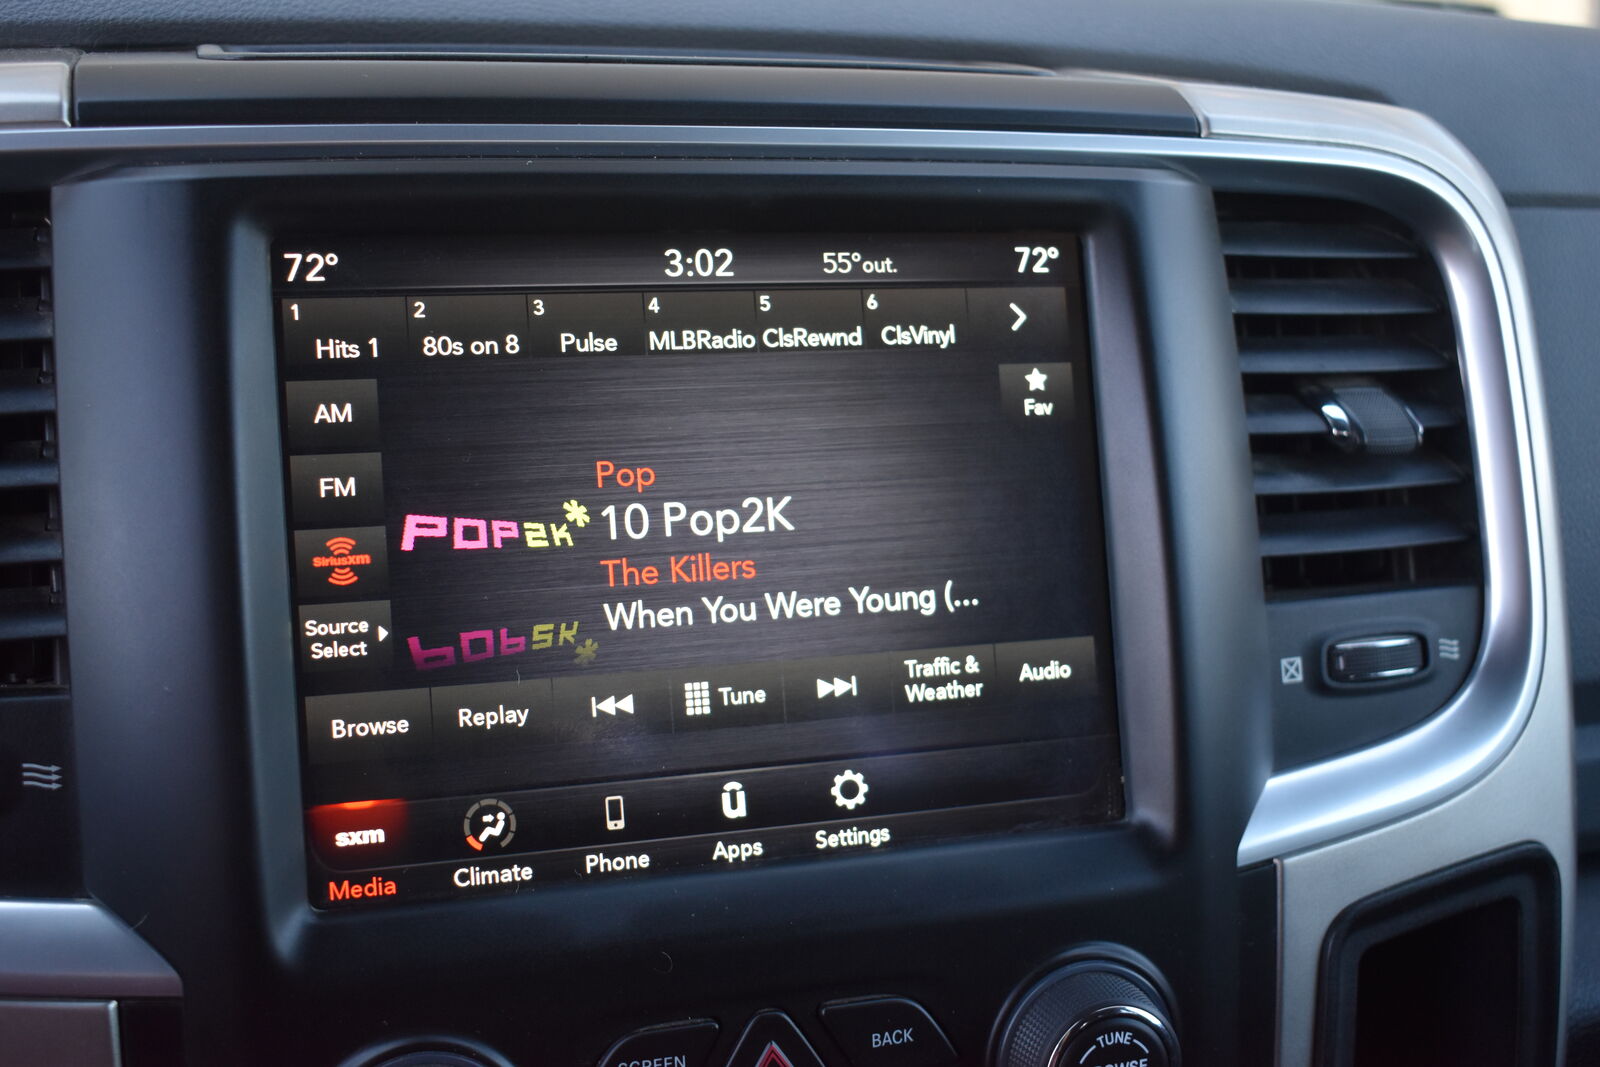 72° 3:02 55° out. 72°
1 2 3 4 5 6
Hits 1 80s on 8 Pulse MLBRadio ClsRewnd ClsVinyl
AM
Fav
FM
Pop
POP2K*
10 Pop2K
SiriusXM
The Killers
When You Were Young (...
Source
Select
Browse Replay Tune Traffic &
Weather Audio
sxm
Media Climate Phone Apps Settings
SCREEN BACK TUNE
BROWSE